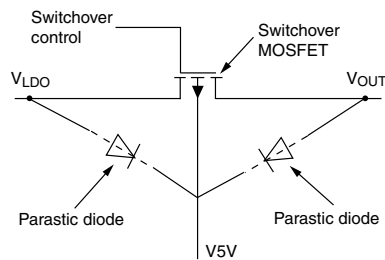 Switchover
control
Switchover
MOSFET
VLDO
VOUT
Parastic diode
Parastic diode
V5V